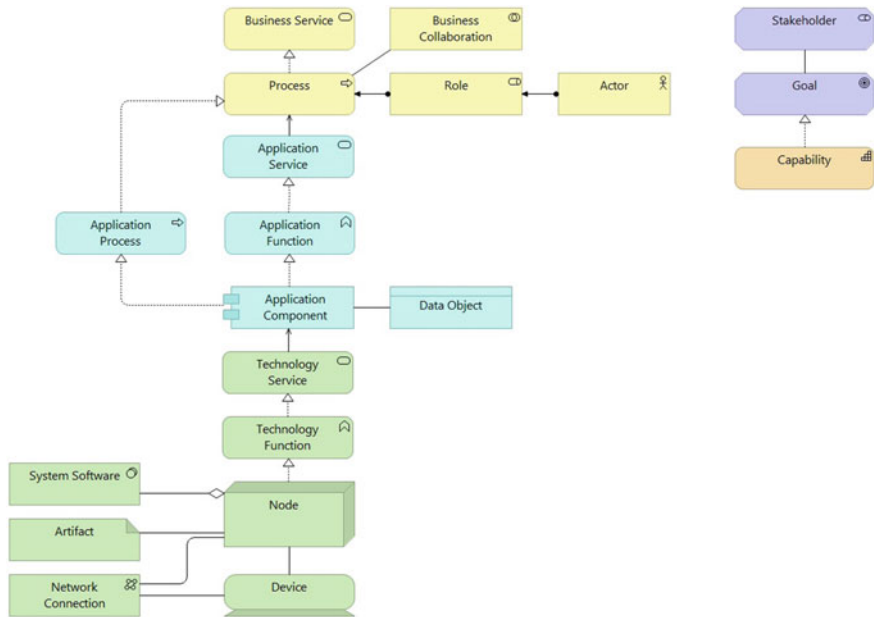 Business Service
Business
Collaboration
Stakeholder
Process
Role
Actor
Goal
Application
Service
Capability
Application
Process
Application
Function
Application
Component
Data Object
Technology
Service
Technology
Function
System Software
Node
Artifact
Network
Connection
Device